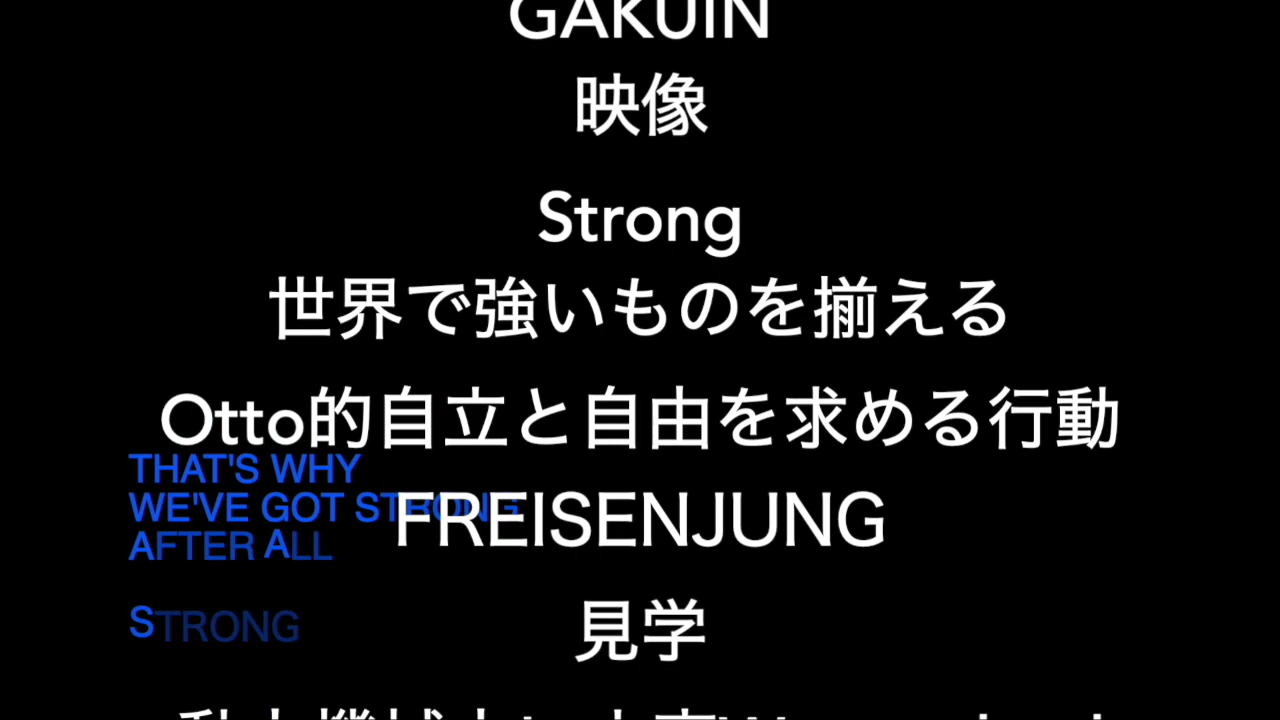 GAKUIN
映像
Strong
世界で強いものを揃える
Otto的自立と自由を求める行動
THAT'S WHY
WE'VE GOT STRONG
FREISENJUNG
AFTER ALL
STRONG
見学